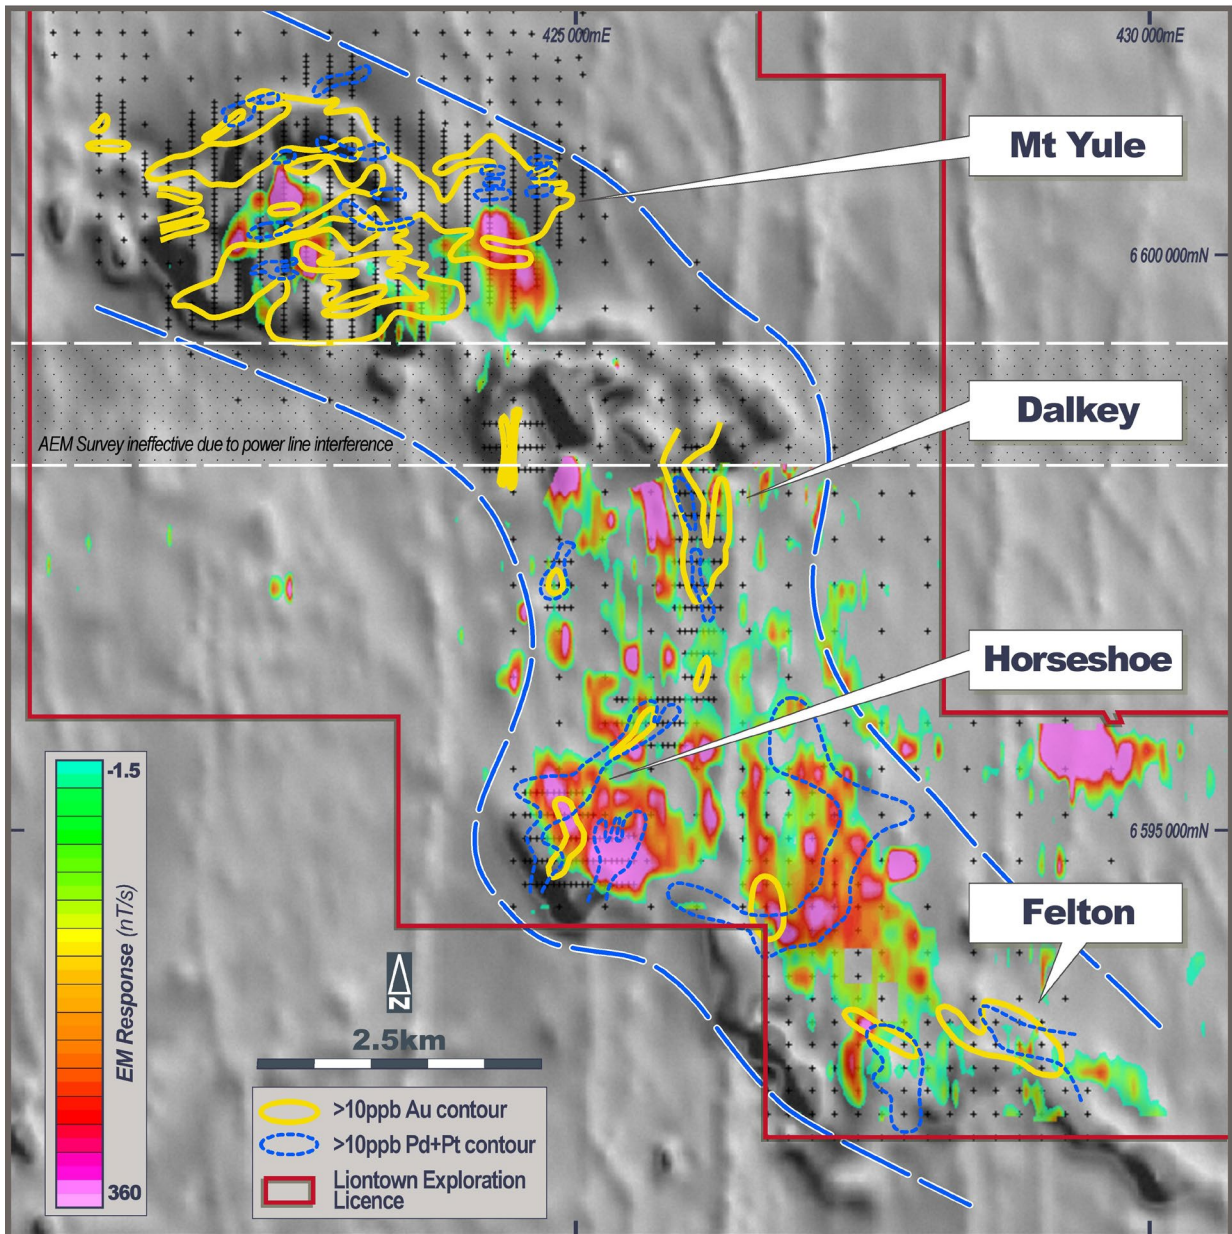 425 000mE
430 000mE
Mt Yule
6 600 000mN
Dalkey
AEM Survey ineffective due to power line interference
Horseshoe
-1.5
EM Response (nT/s)
360
6 595 000mN
Felton
N
2.5km
>10ppb Au contour
>10ppb Pd+Pt contour
Liontown Exploration
Licence